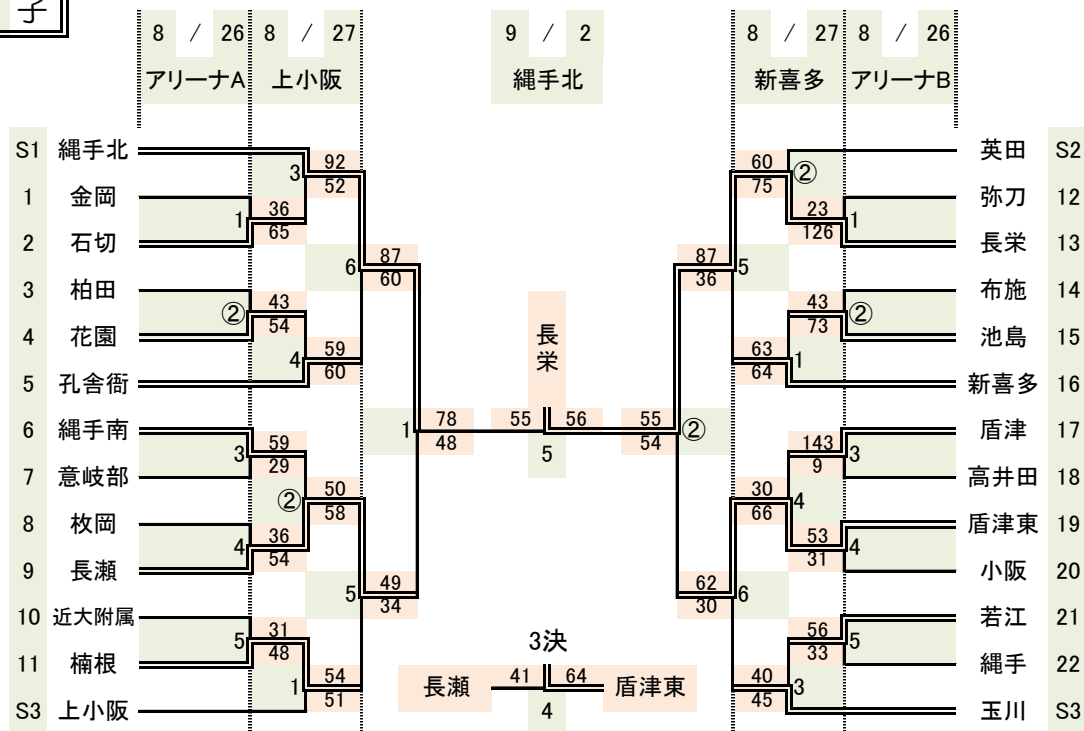 子
8 / 26 8 / 27 9 / 2 8 / 27 8 / 26
アリーナA 上小阪 縄手北 新喜多 アリーナB
S1 縄手北 英田 S2
3 92 52 60 75 ②
1 金岡 弥刀 12
1 36 65 23 126 1
2 石切 長栄 13
6 87 60 87 36 5
3 柏田 布施 14
② 43 54 43 73 ②
4 花園 池島 15
4 59 60 63 64 1
5 孔舎衙 新喜多 16
長栄
6 縄手南 盾津 17
1 78 48 55 56 55 54 ②
5
3 59 29 143 9 3
7 意岐部 高井田 18
② 50 58 30 66 4
8 枚岡 盾津東 19
4 36 54 53 31 4
9 長瀬 小阪 20
5 49 34 62 30 6
10 近大附属 若江 21
5 31 48 56 33 5
3決
11 楠根 縄手 22
1 54 51 長瀬 41 64 盾津東 40 45 3
4
S3 上小阪 玉川 S3